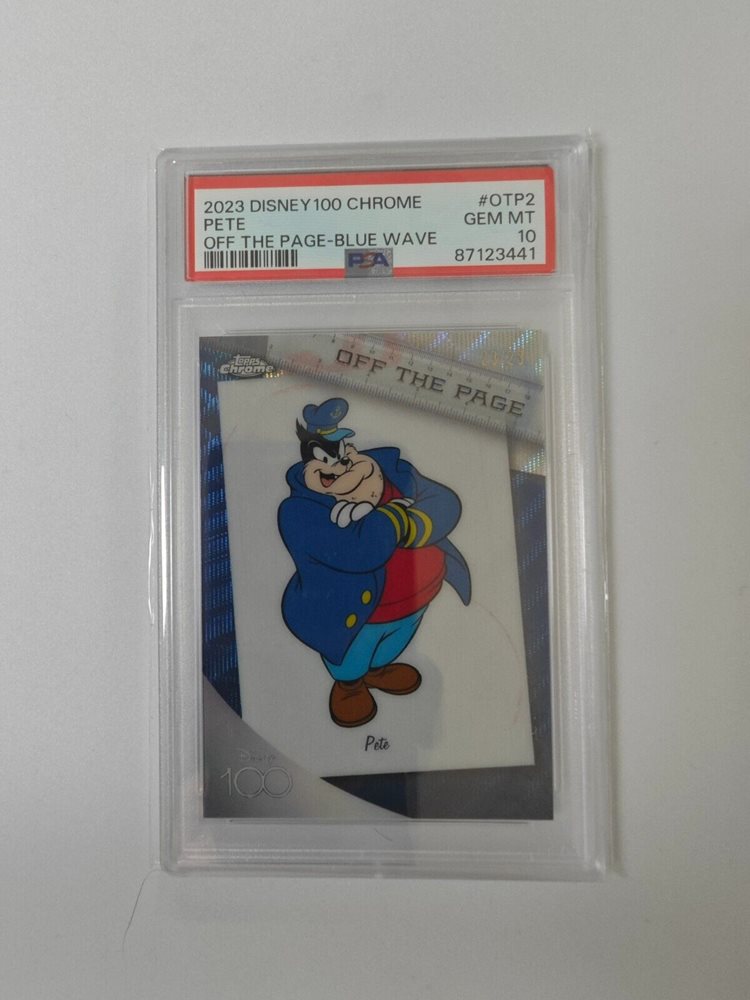 2023 DISNEY100 CHROME #OTP2
PETE GEM MT
OFF THE PAGE-BLUE WAVE 10
PSA 87123441
Topps
Chrome
OFF THE PAGE
Pete
Disney
100